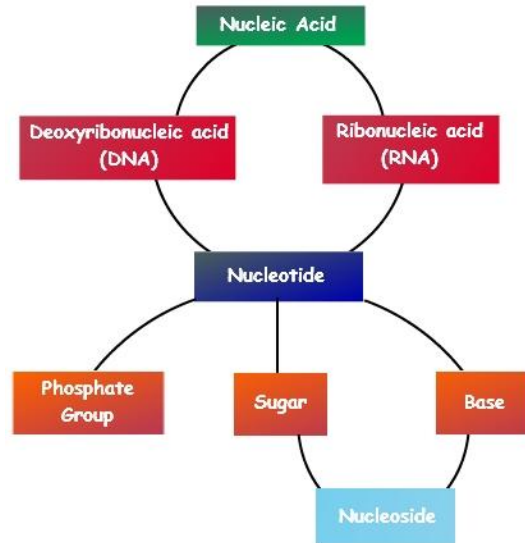 Nucleic Acid
Deoxyribonucleic acid
(DNA)
Ribonucleic acid
(RNA)
Nucleotide
Phosphate
Group
Sugar
Base
Nucleoside